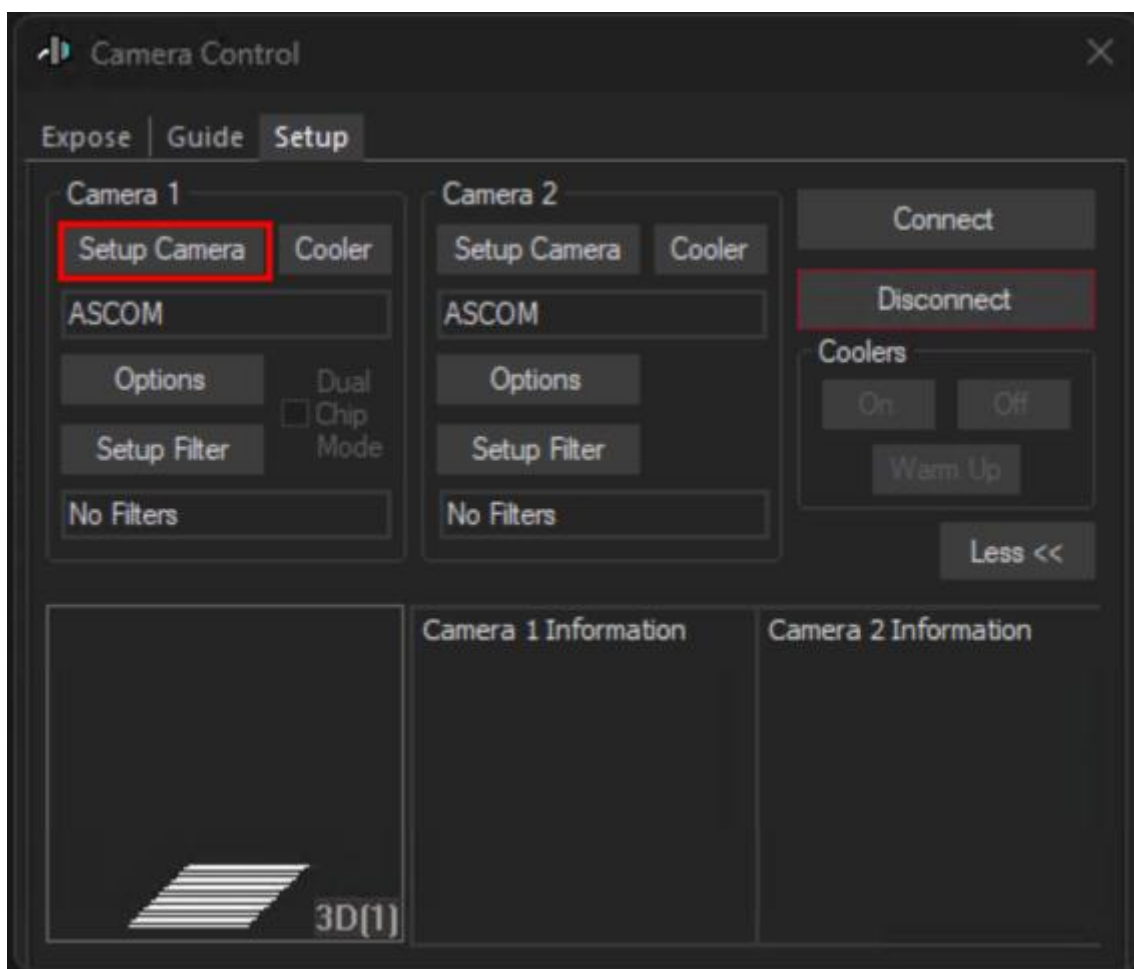 Camera Control
Expose Guide Setup
Camera 1
Setup Camera Cooler
ASCOM
Options
Dual
Chip
Mode
Setup Filter
No Filters
Camera 2
Setup Camera Cooler
ASCOM
Options
Setup Filter
No Filters
Connect
Disconnect
Coolers
On Off
Warm Up
Less <<
3D(1)
Camera 1 Information
Camera 2 Information